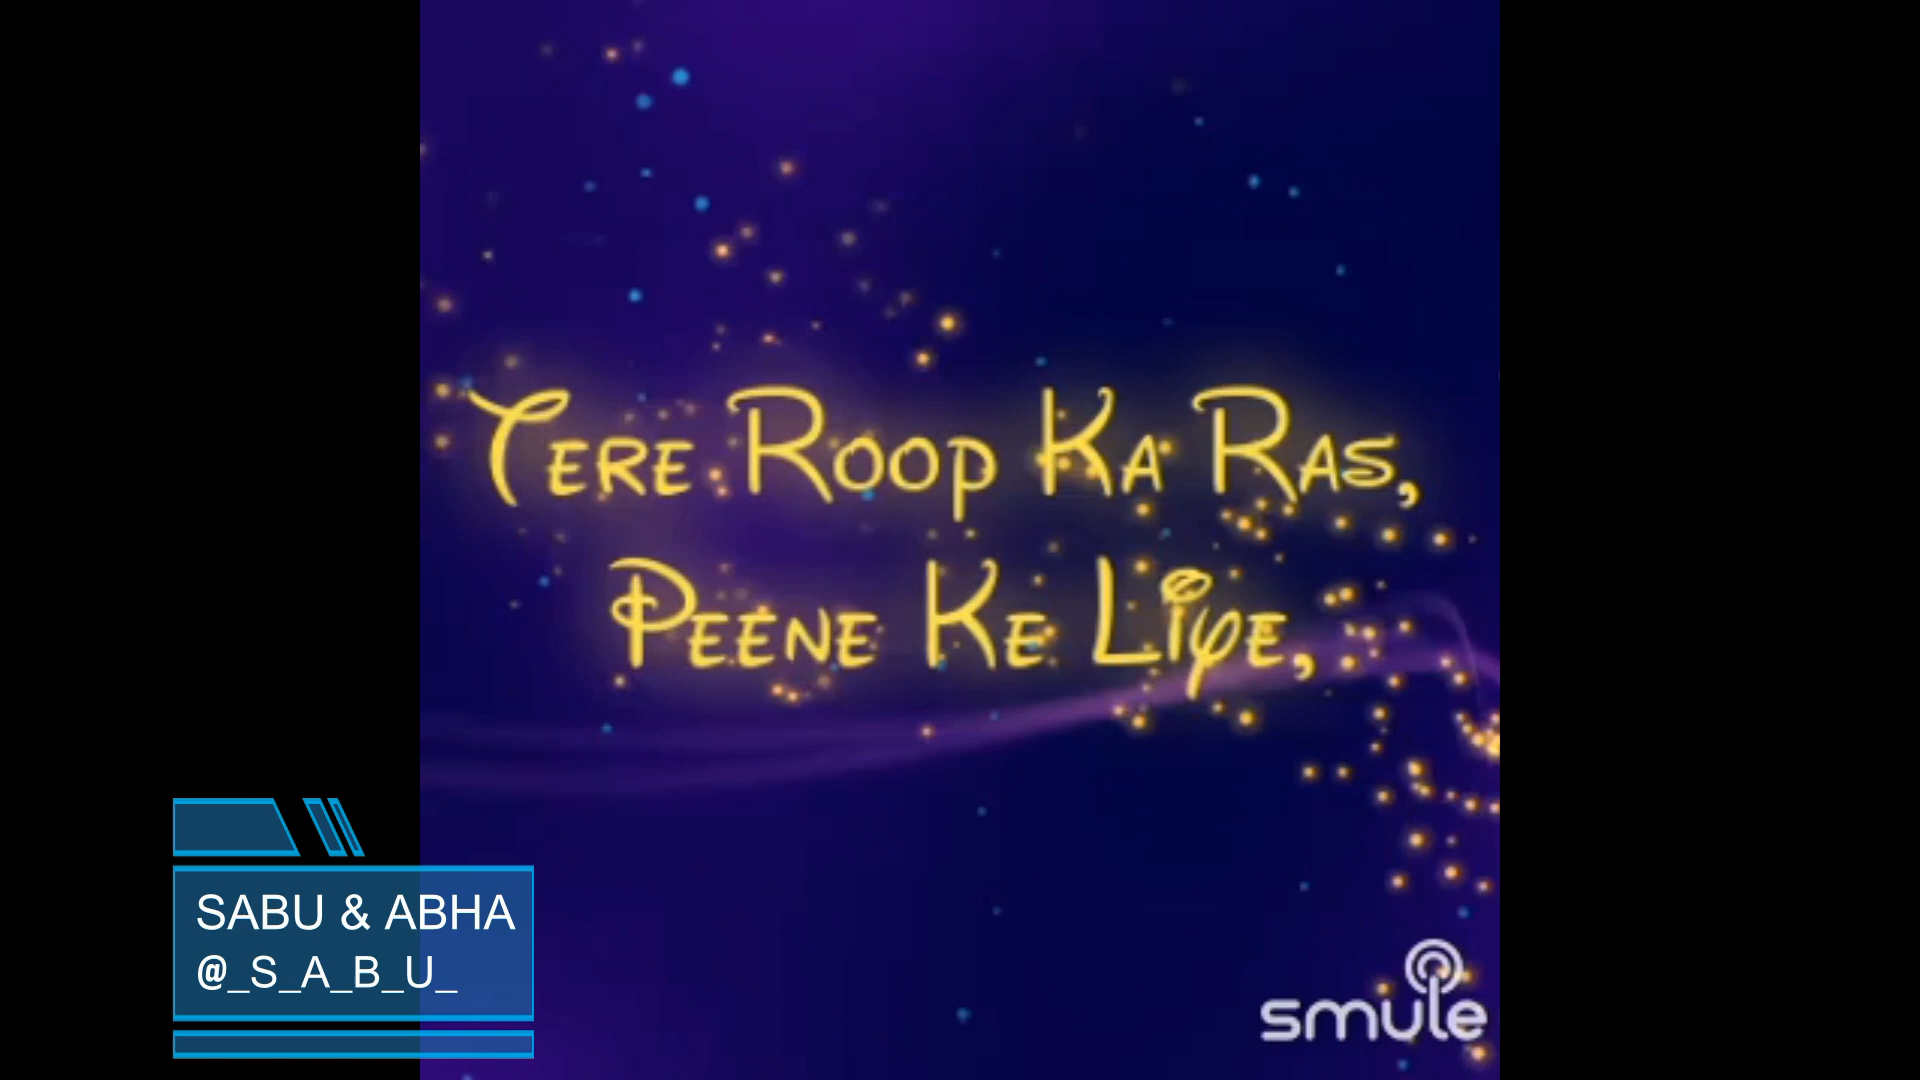 Tere Roop Ka Ras,
Peene Ke Liye,
SABU & ABHA
@_S_A_B_U_
smule